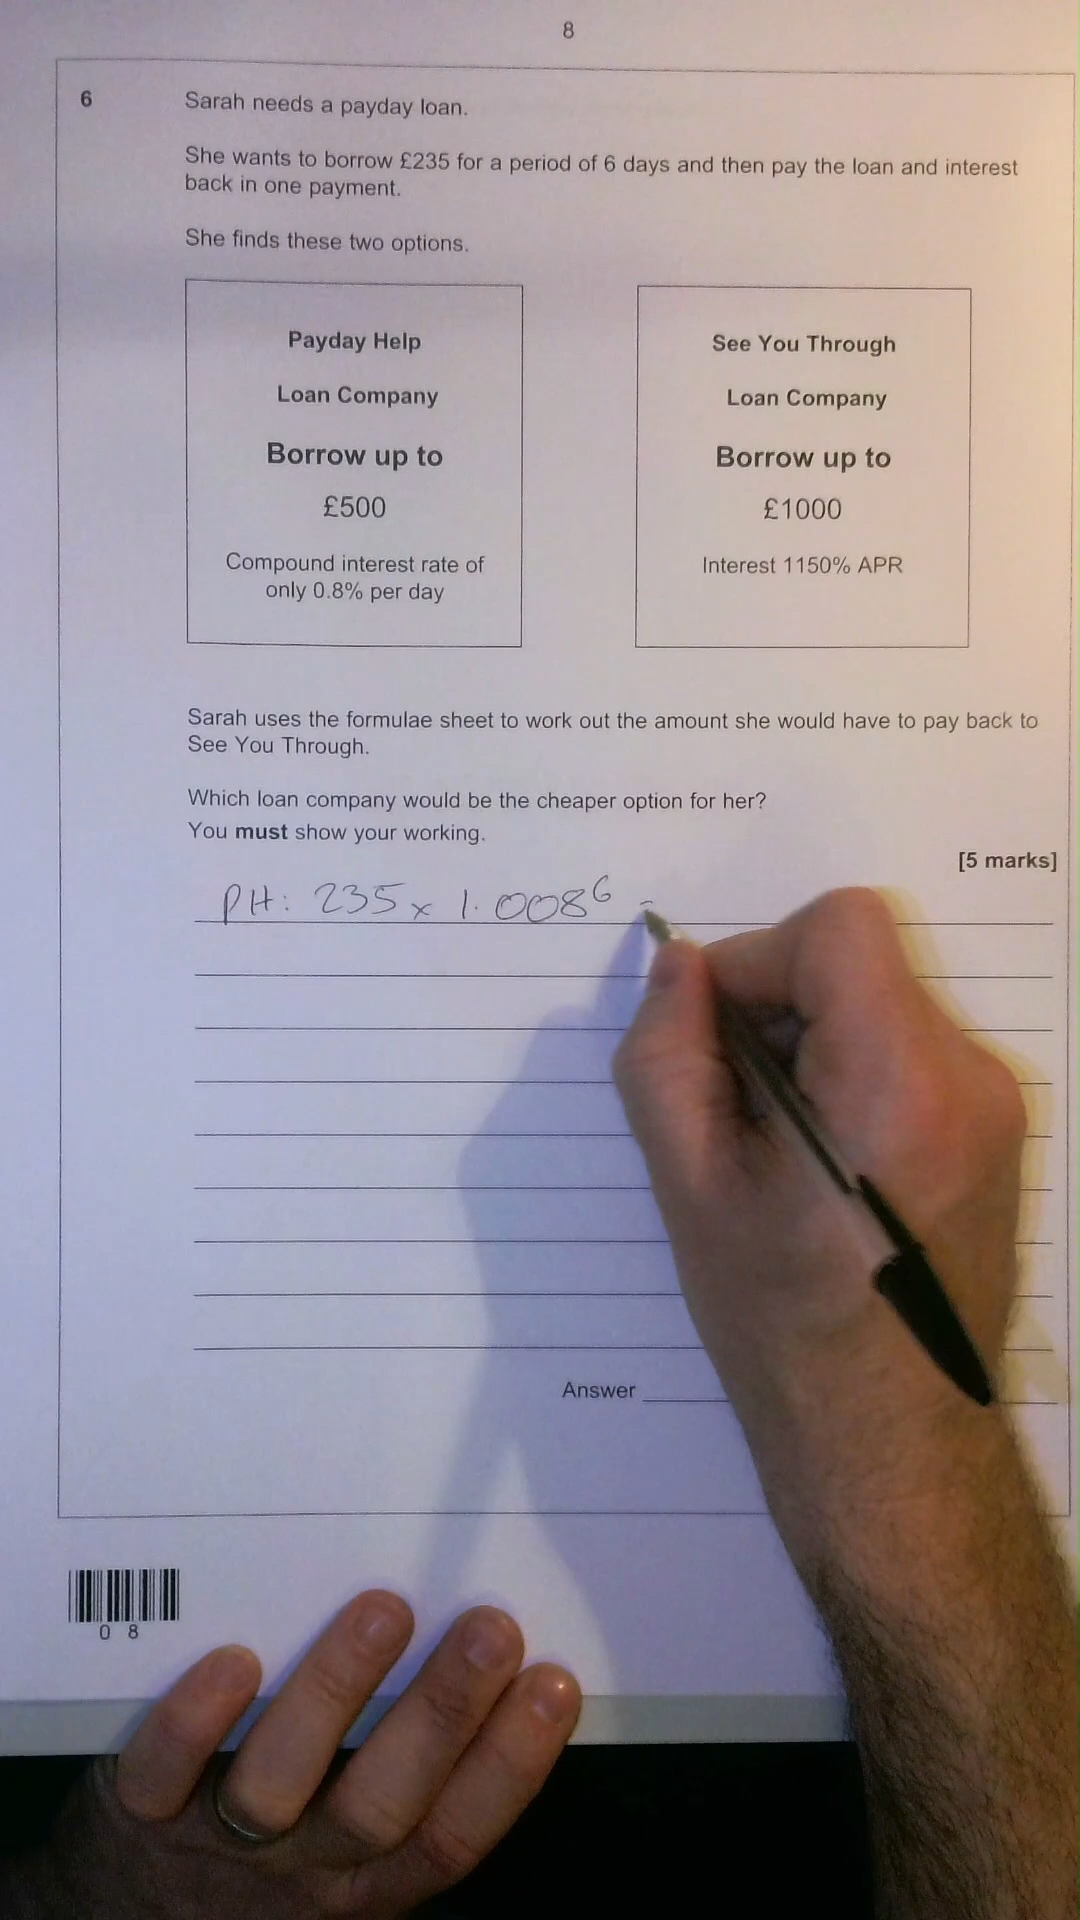 8
6 Sarah needs a payday loan.
She wants to borrow £235 for a period of 6 days and then pay the loan and interest
back in one payment.
She finds these two options.
Payday Help
Loan Company
Borrow up to
£500
Compound interest rate of
only 0.8% per day
See You Through
Loan Company
Borrow up to
£1000
Interest 1150% APR
Sarah uses the formulae sheet to work out the amount she would have to pay back to
See You Through.
Which loan company would be the cheaper option for her?
You must show your working.
[5 marks]
PH: 235 x 1.008⁶ -
Answer
0 8